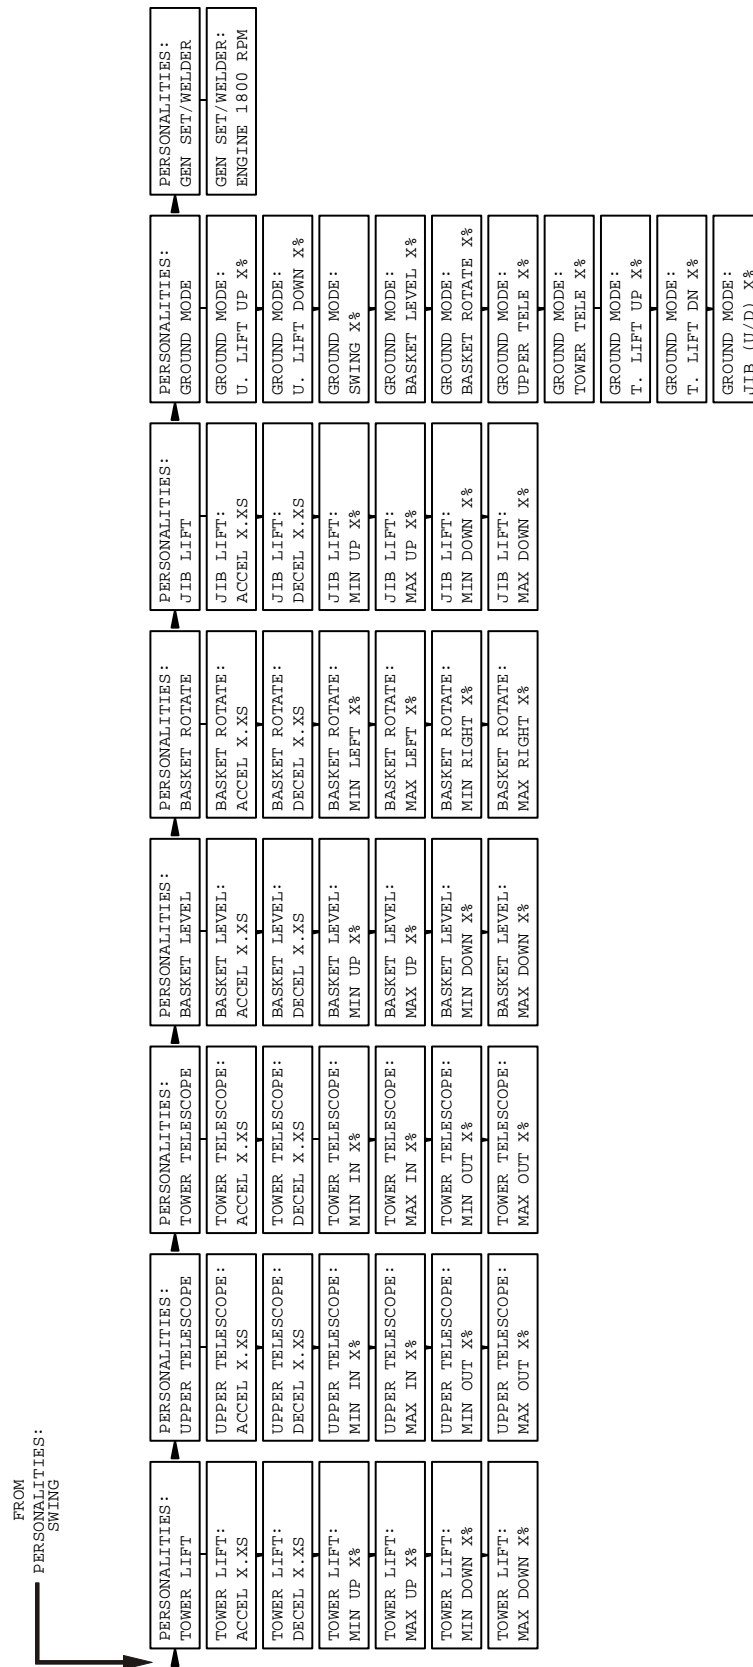 FROM
PERSONALITIES:
SWING
PERSONALITIES:
TOWER LIFT
TOWER LIFT:
ACCEL X.XS
TOWER LIFT:
DECEL X.XS
TOWER LIFT:
MIN UP X%
TOWER LIFT:
MAX UP X%
TOWER LIFT:
MIN DOWN X%
TOWER LIFT:
MAX DOWN X%
PERSONALITIES:
UPPER TELESCOPE
UPPER TELESCOPE:
ACCEL X.XS
UPPER TELESCOPE:
DECEL X.XS
UPPER TELESCOPE:
MIN IN X%
UPPER TELESCOPE:
MAX IN X%
UPPER TELESCOPE:
MIN OUT X%
UPPER TELESCOPE:
MAX OUT X%
PERSONALITIES:
TOWER TELESCOPE
TOWER TELESCOPE:
ACCEL X.XS
TOWER TELESCOPE:
DECEL X.XS
TOWER TELESCOPE:
MIN IN X%
TOWER TELESCOPE:
MAX IN X%
TOWER TELESCOPE:
MIN OUT X%
TOWER TELESCOPE:
MAX OUT X%
PERSONALITIES:
BASKET LEVEL
BASKET LEVEL:
ACCEL X.XS
BASKET LEVEL:
DECEL X.XS
BASKET LEVEL:
MIN UP X%
BASKET LEVEL:
MAX UP X%
BASKET LEVEL:
MIN DOWN X%
BASKET LEVEL:
MAX DOWN X%
PERSONALITIES:
BASKET ROTATE
BASKET ROTATE:
ACCEL X.XS
BASKET ROTATE:
DECEL X.XS
BASKET ROTATE:
MIN LEFT X%
BASKET ROTATE:
MAX LEFT X%
BASKET ROTATE:
MIN RIGHT X%
BASKET ROTATE:
MAX RIGHT X%
PERSONALITIES:
JIB LIFT
JIB LIFT:
ACCEL X.XS
JIB LIFT:
DECEL X.XS
JIB LIFT:
MIN UP X%
JIB LIFT:
MAX UP X%
JIB LIFT:
MIN DOWN X%
JIB LIFT:
MAX DOWN X%
PERSONALITIES:
GROUND MODE
GROUND MODE:
U. LIFT UP X%
GROUND MODE:
U. LIFT DOWN X%
GROUND MODE:
SWING X%
GROUND MODE:
BASKET LEVEL X%
GROUND MODE:
BASKET ROTATE X%
GROUND MODE:
UPPER TELE X%
GROUND MODE:
TOWER TELE X%
GROUND MODE:
T. LIFT UP X%
GROUND MODE:
T. LIFT DN X%
GROUND MODE:
JIB (U/D) X%
PERSONALITIES:
GEN SET/WELDER
GEN SET/WELDER:
ENGINE 1800 RPM